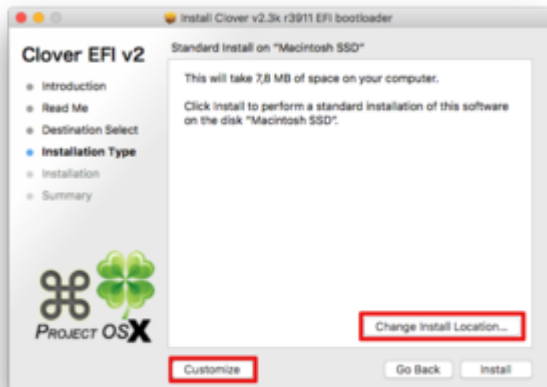 Install Clover v2.3k r3911 EFI bootloader
Clover EFI v2
Introduction
Read Me
Destination Select
Installation Type
Installation
Summary
PROJECT OSX
Standard Install on "Macintosh SSD"
This will take 7,8 MB of space on your computer.
Click Install to perform a standard installation of this software
on the disk "Macintosh SSD".
Change Install Location...
Customize
Go Back
Install